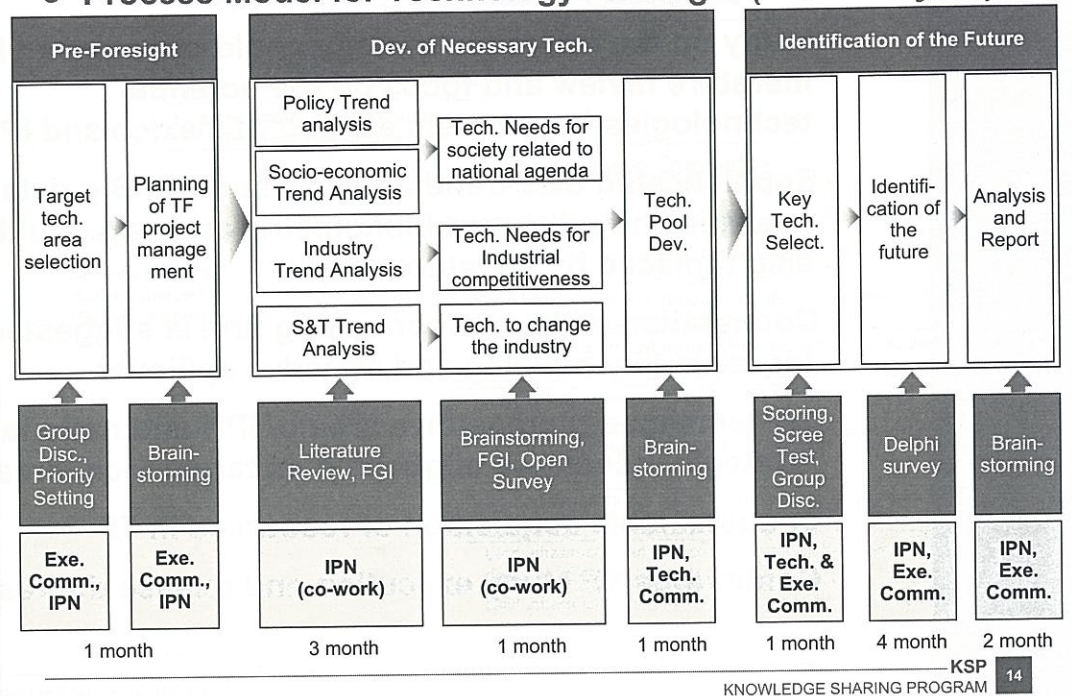 Pre-Foresight
Dev. of Necessary Tech.
Identification of the Future
Target
tech.
area
selection
Planning
of TF
project
manage
ment
Policy Trend
analysis
Socio-economic
Trend Analysis
Industry
Trend Analysis
S&T Trend
Analysis
Tech. Needs for
society related to
national agenda
Tech. Needs for
Industrial
competitiveness
Tech. to change
the industry
Tech.
Pool
Dev.
Key
Tech.
Select.
Identifi-
cation of
the
future
Analysis
and
Report
Group
Disc.,
Priority
Setting
Brain-
storming
Literature
Review, FGI
Brainstorming,
FGI, Open
Survey
Brain-
storming
Scoring,
Scree
Test,
Group
Disc.
Delphi
survey
Brain-
storming
Exe.
Comm.,
IPN
Exe.
Comm.,
IPN
IPN
(co-work)
IPN
(co-work)
IPN,
Tech.
Comm.
IPN,
Tech. &
Exe.
Comm.
IPN,
Exe.
Comm.
IPN,
Exe.
Comm.
1 month
3 month
1 month
1 month
1 month
4 month
2 month
KSP
KNOWLEDGE SHARING PROGRAM
14